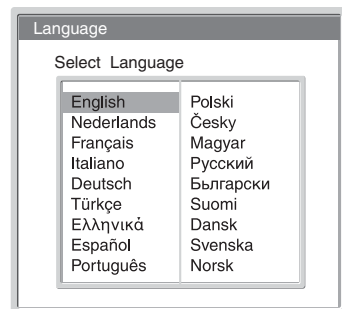 Language
Select Language
English
Nederlands
Français
Italiano
Deutsch
Türkçe
Ελληνικά
Español
Português
Polski
Česky
Magyar
Русский
Бьлгарски
Suomi
Dansk
Svenska
Norsk